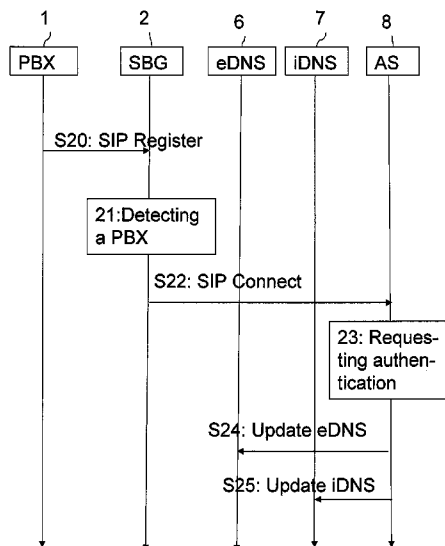 1 2 6 7 8
PBX SBG eDNS iDNS AS
S20: SIP Register
21:Detecting
a PBX
S22: SIP Connect
23: Reques-
ting authen-
tication
S24: Update eDNS
S25: Update iDNS